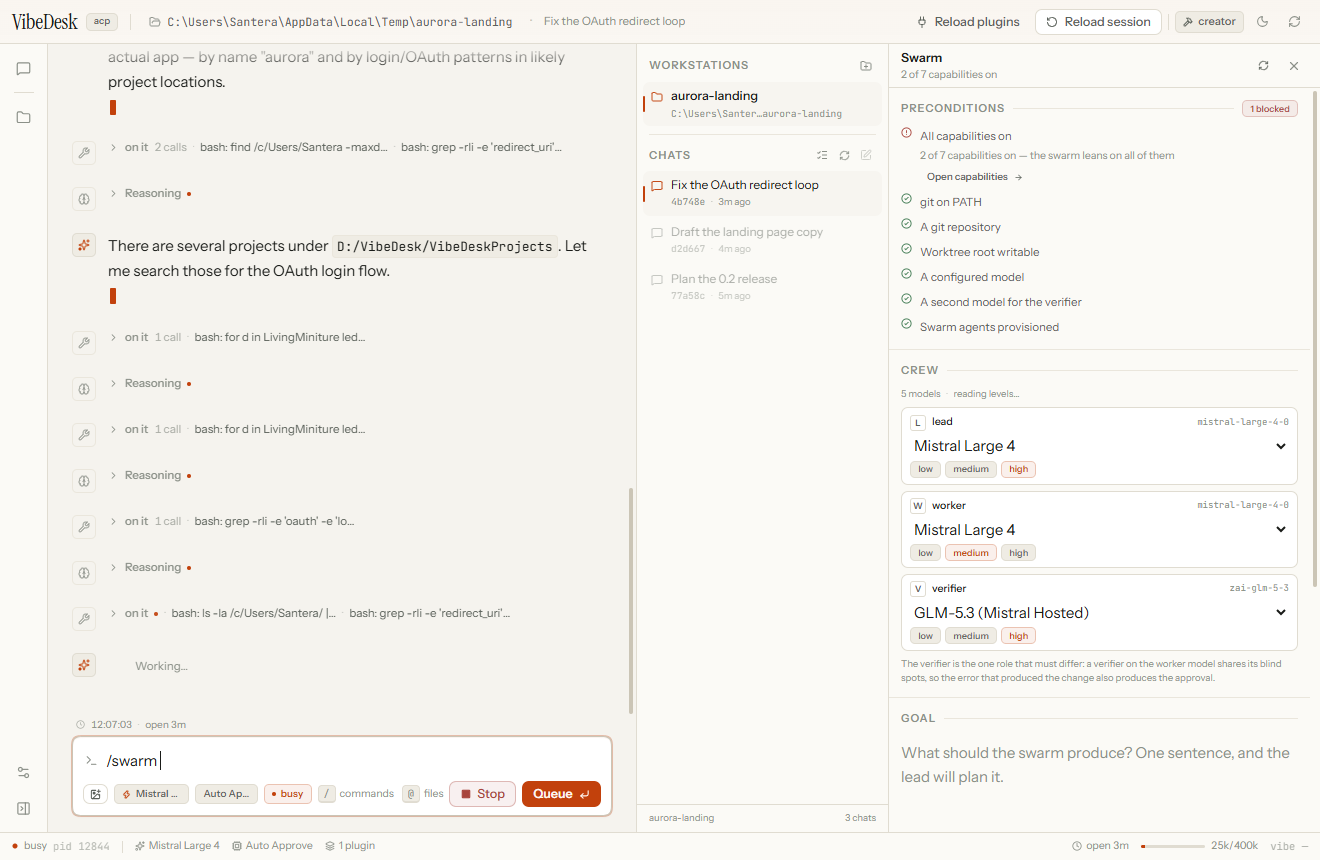 VibeDesk acp C:\Users\Santera\AppData\Local\Temp\aurora-landing · Fix the OAuth redirect loop Reload plugins Reload session creator
actual app — by name "aurora" and by login/OAuth patterns in likely
project locations.
on it 2 calls · bash: find /c/Users/Santera -maxd... · bash: grep -rli -e 'redirect_uri'...
Reasoning
There are several projects under D:/VibeDesk/VibeDeskProjects. Let
me search those for the OAuth login flow.
on it 1 call · bash: for d in LivingMiniture led...
Reasoning
on it 1 call · bash: for d in LivingMiniture led...
Reasoning
on it 1 call · bash: grep -rli -e 'oauth' -e 'lo...
Reasoning
on it · bash: ls -la /c/Users/Santera/ |... · bash: grep -rli -e 'redirect_uri'...
Working...
12:07:03 · open 3m
/swarm
Mistral ... Auto Ap... busy / commands @ files Stop Queue
WORKSTATIONS
aurora-landing
C:\Users\Santer…aurora-landing
CHATS
Fix the OAuth redirect loop
4b748e · 3m ago
Draft the landing page copy
d2d667 · 4m ago
Plan the 0.2 release
77a58c · 5m ago
aurora-landing 3 chats
Swarm
2 of 7 capabilities on
PRECONDITIONS 1 blocked
All capabilities on
2 of 7 capabilities on — the swarm leans on all of them
Open capabilities →
git on PATH
A git repository
Worktree root writable
A configured model
A second model for the verifier
Swarm agents provisioned
CREW
5 models · reading levels…
L lead mistral-large-4-0
Mistral Large 4
low medium high
W worker mistral-large-4-0
Mistral Large 4
low medium high
V verifier zai-glm-5-3
GLM-5.3 (Mistral Hosted)
low medium high
The verifier is the one role that must differ: a verifier on the worker model shares its blind
spots, so the error that produced the change also produces the approval.
GOAL
What should the swarm produce? One sentence, and the
lead will plan it.
busy pid 12844 Mistral Large 4 Auto Approve 1 plugin open 3m 25k/400k vibe —